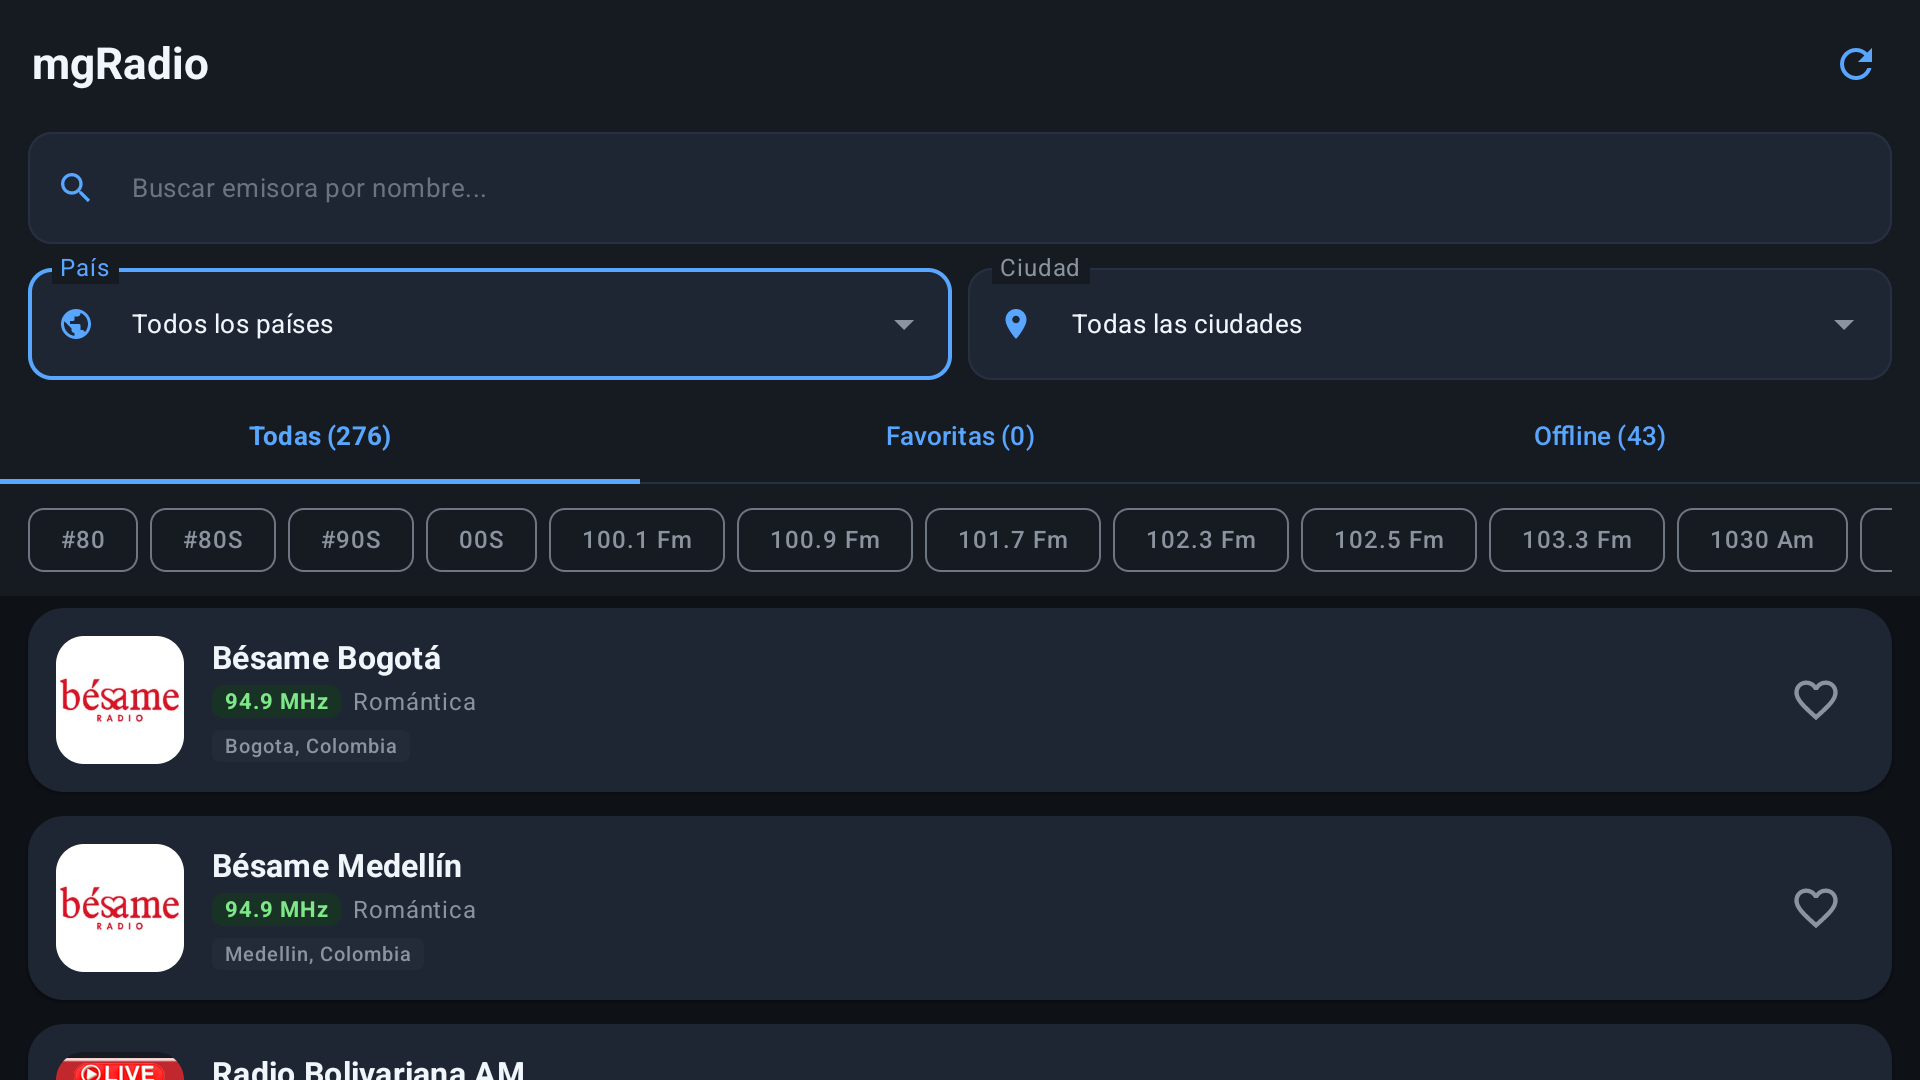 mgRadio
Buscar emisora por nombre...
País
Todos los países
Ciudad
Todas las ciudades
Todas (276)
Favoritas (0)
Offline (43)
#80
#80S
#90S
00S
100.1 Fm
100.9 Fm
101.7 Fm
102.3 Fm
102.5 Fm
103.3 Fm
1030 Am
bésame
RADIO
Bésame Bogotá
94.9 MHz
Romántica
Bogota, Colombia
bésame
RADIO
Bésame Medellín
94.9 MHz
Romántica
Medellin, Colombia
LIVE
Radio Bolivariana AM